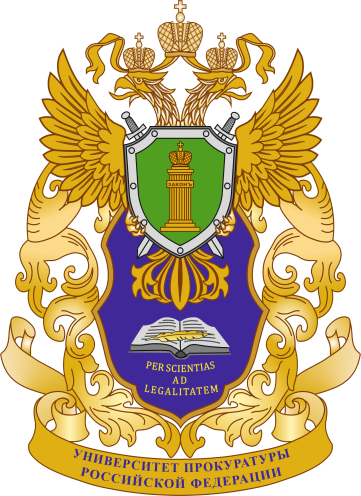 ЗАКОНЪ
PER SCIENTIAS
AD
LEGALITATEM
УНИВЕРСИТЕТ ПРОКУРАТУРЫ
РОССИЙСКОЙ ФЕДЕРАЦИИ